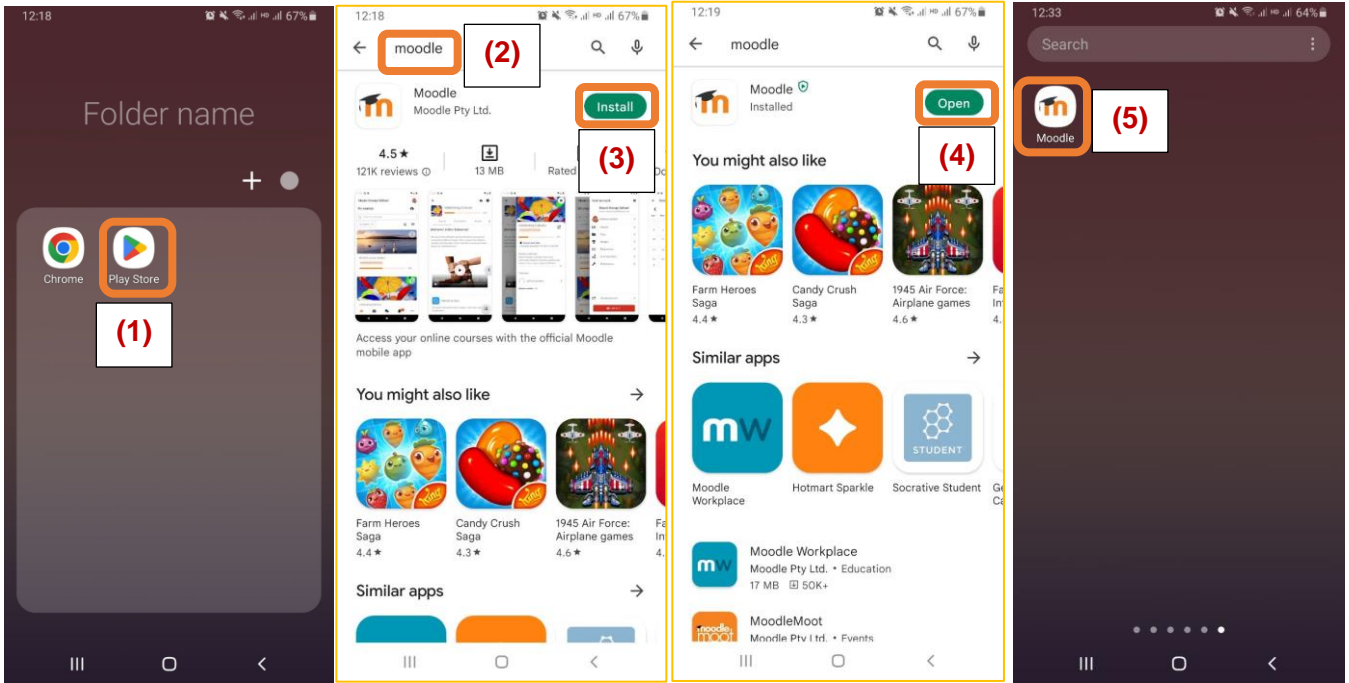 12:18
67%
Folder name
Chrome
Play Store
(1)
12:18
67%
moodle
(2)
Moodle
Moodle Pty Ltd.
Install
(3)
4.5★
121K reviews
13 MB
Rated
Access your online courses with the official Moodle
mobile app
You might also like
Farm Heroes
Saga
4.4★
Candy Crush
Saga
4.3★
1945 Air Force:
Airplane games
4.6★
Similar apps
12:19
67%
moodle
Moodle
Installed
Open
(4)
You might also like
Farm Heroes
Saga
4.4★
Candy Crush
Saga
4.3★
1945 Air Force:
Airplane games
4.6★
Similar apps
mw
STUDENT
Moodle
Workplace
Hotmart Sparkle
Socrative Student
mw
Moodle Workplace
Moodle Pty Ltd. • Education
17 MB 50K+
moodle
moot
MoodleMoot
Moodle Pty Ltd. • Events
12:33
64%
Search
Moodle
(5)